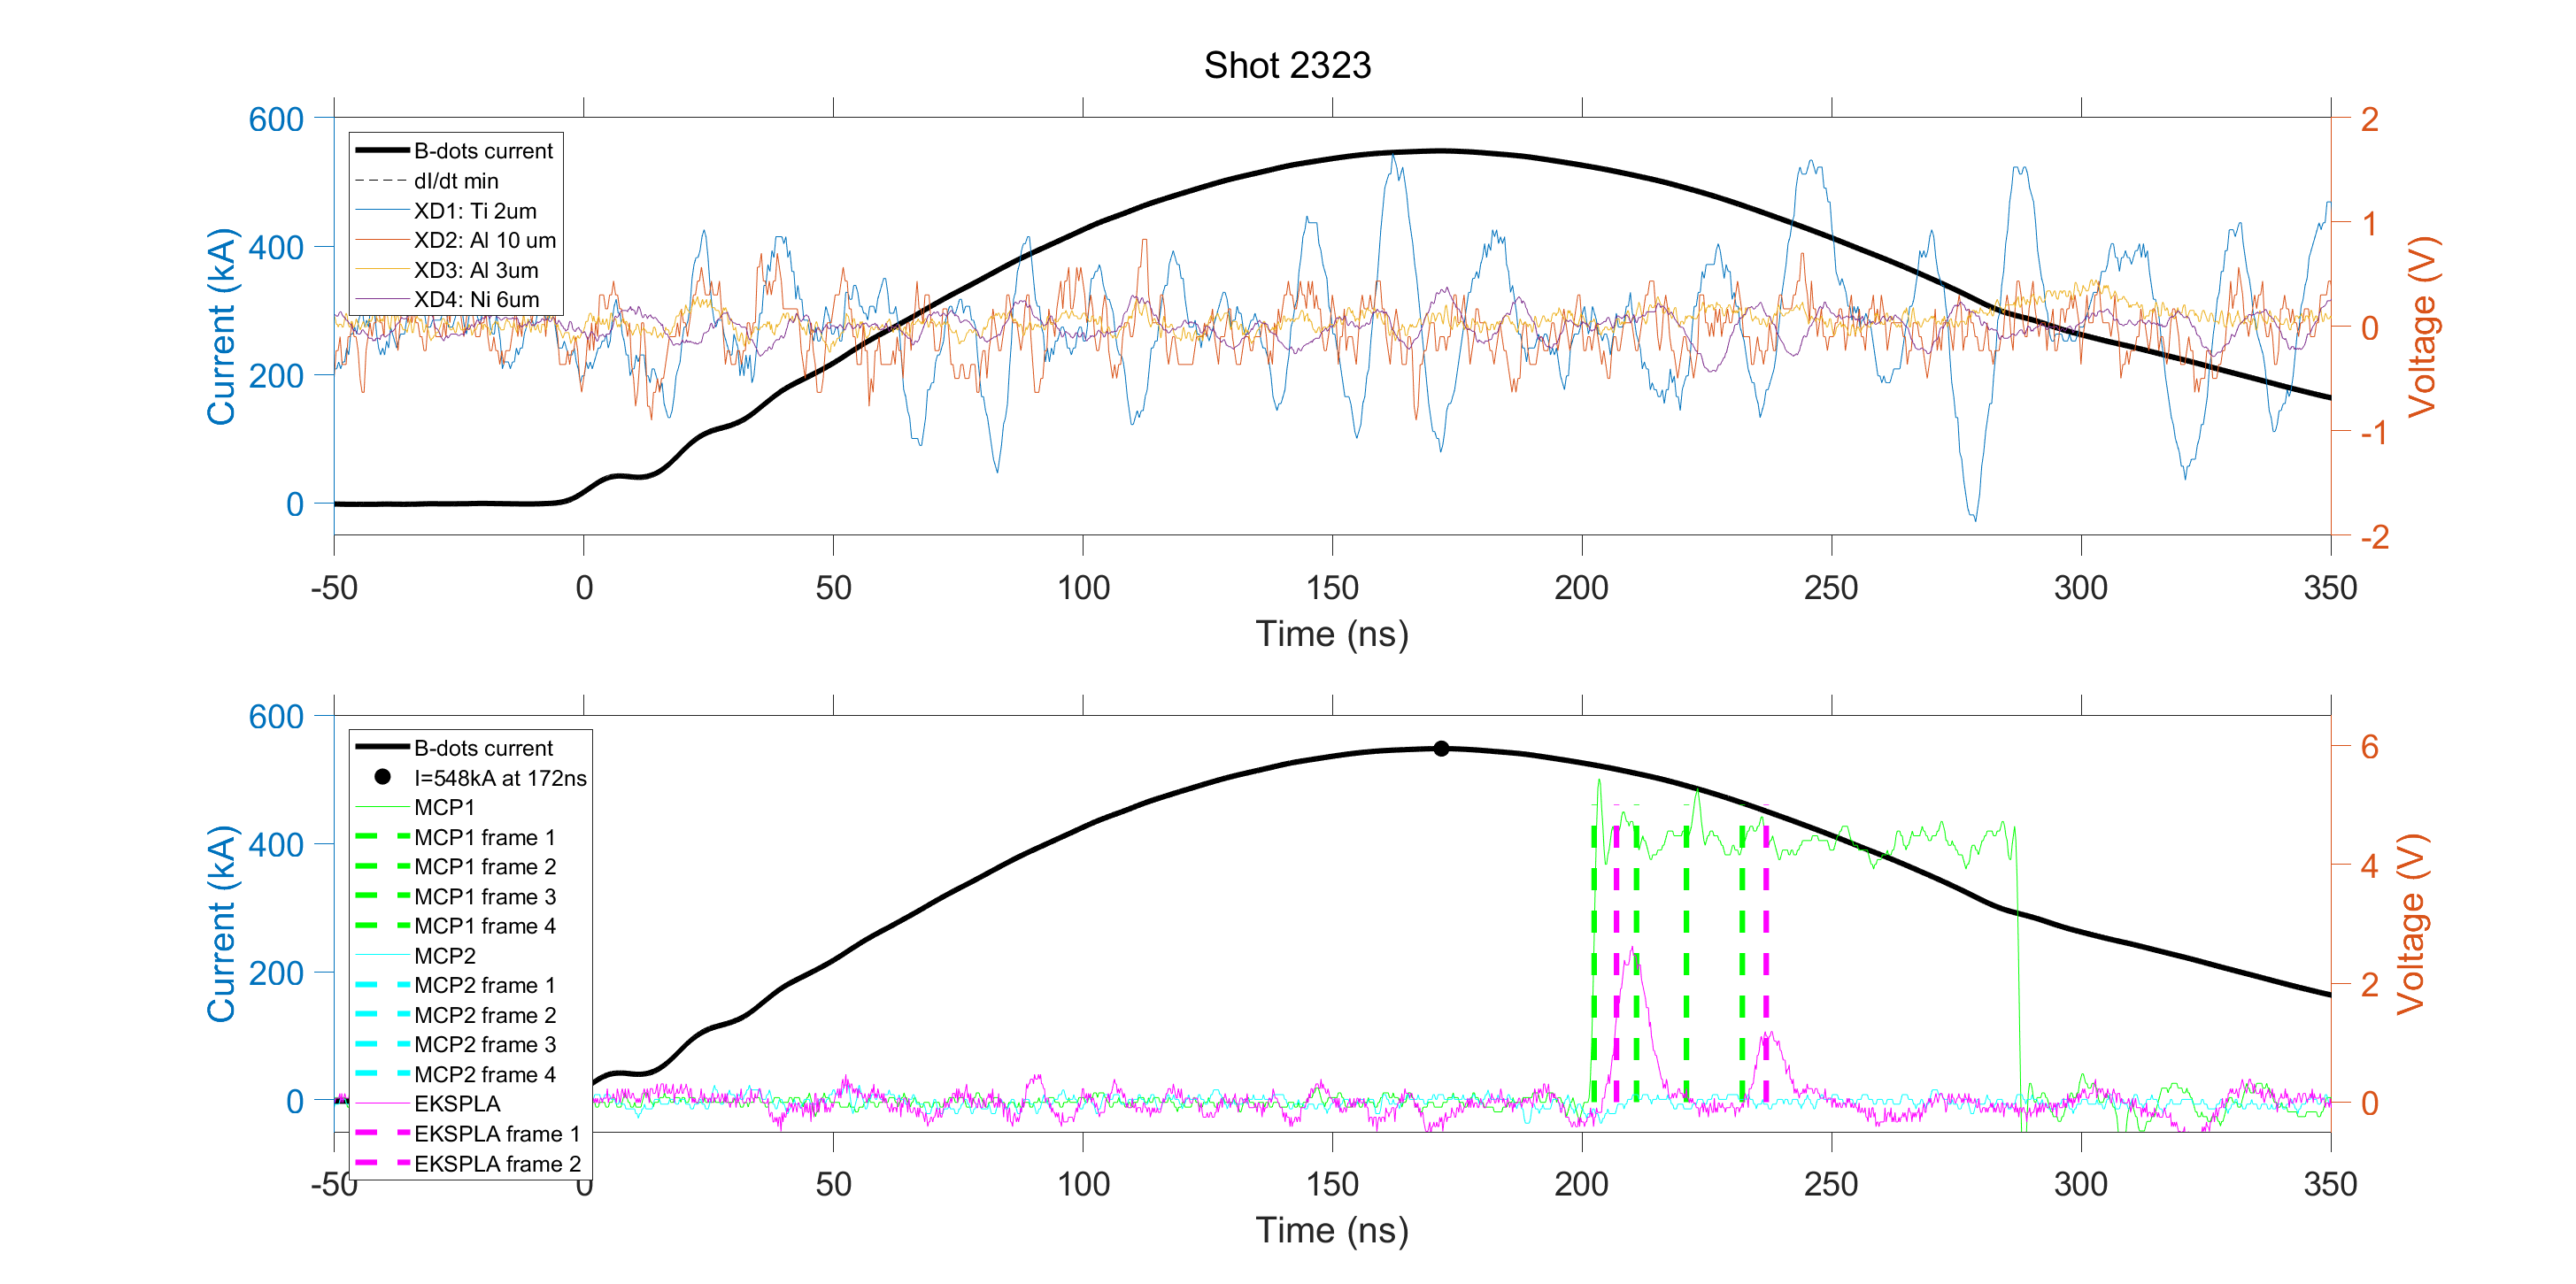 Shot 2323
600
400
200
0
Current (kA)
B-dots current
dI/dt min
XD1: Ti 2um
XD2: Al 10 um
XD3: Al 3um
XD4: Ni 6um
2
1
0
-1
-2
Voltage (V)
-50 0 50 100 150 200 250 300 350
Time (ns)
600
400
200
0
Current (kA)
B-dots current
I=548kA at 172ns
MCP1
MCP1 frame 1
MCP1 frame 2
MCP1 frame 3
MCP1 frame 4
MCP2
MCP2 frame 1
MCP2 frame 2
MCP2 frame 3
MCP2 frame 4
EKSPLA
EKSPLA frame 1
EKSPLA frame 2
6
4
2
0
Voltage (V)
-50 0 50 100 150 200 250 300 350
Time (ns)